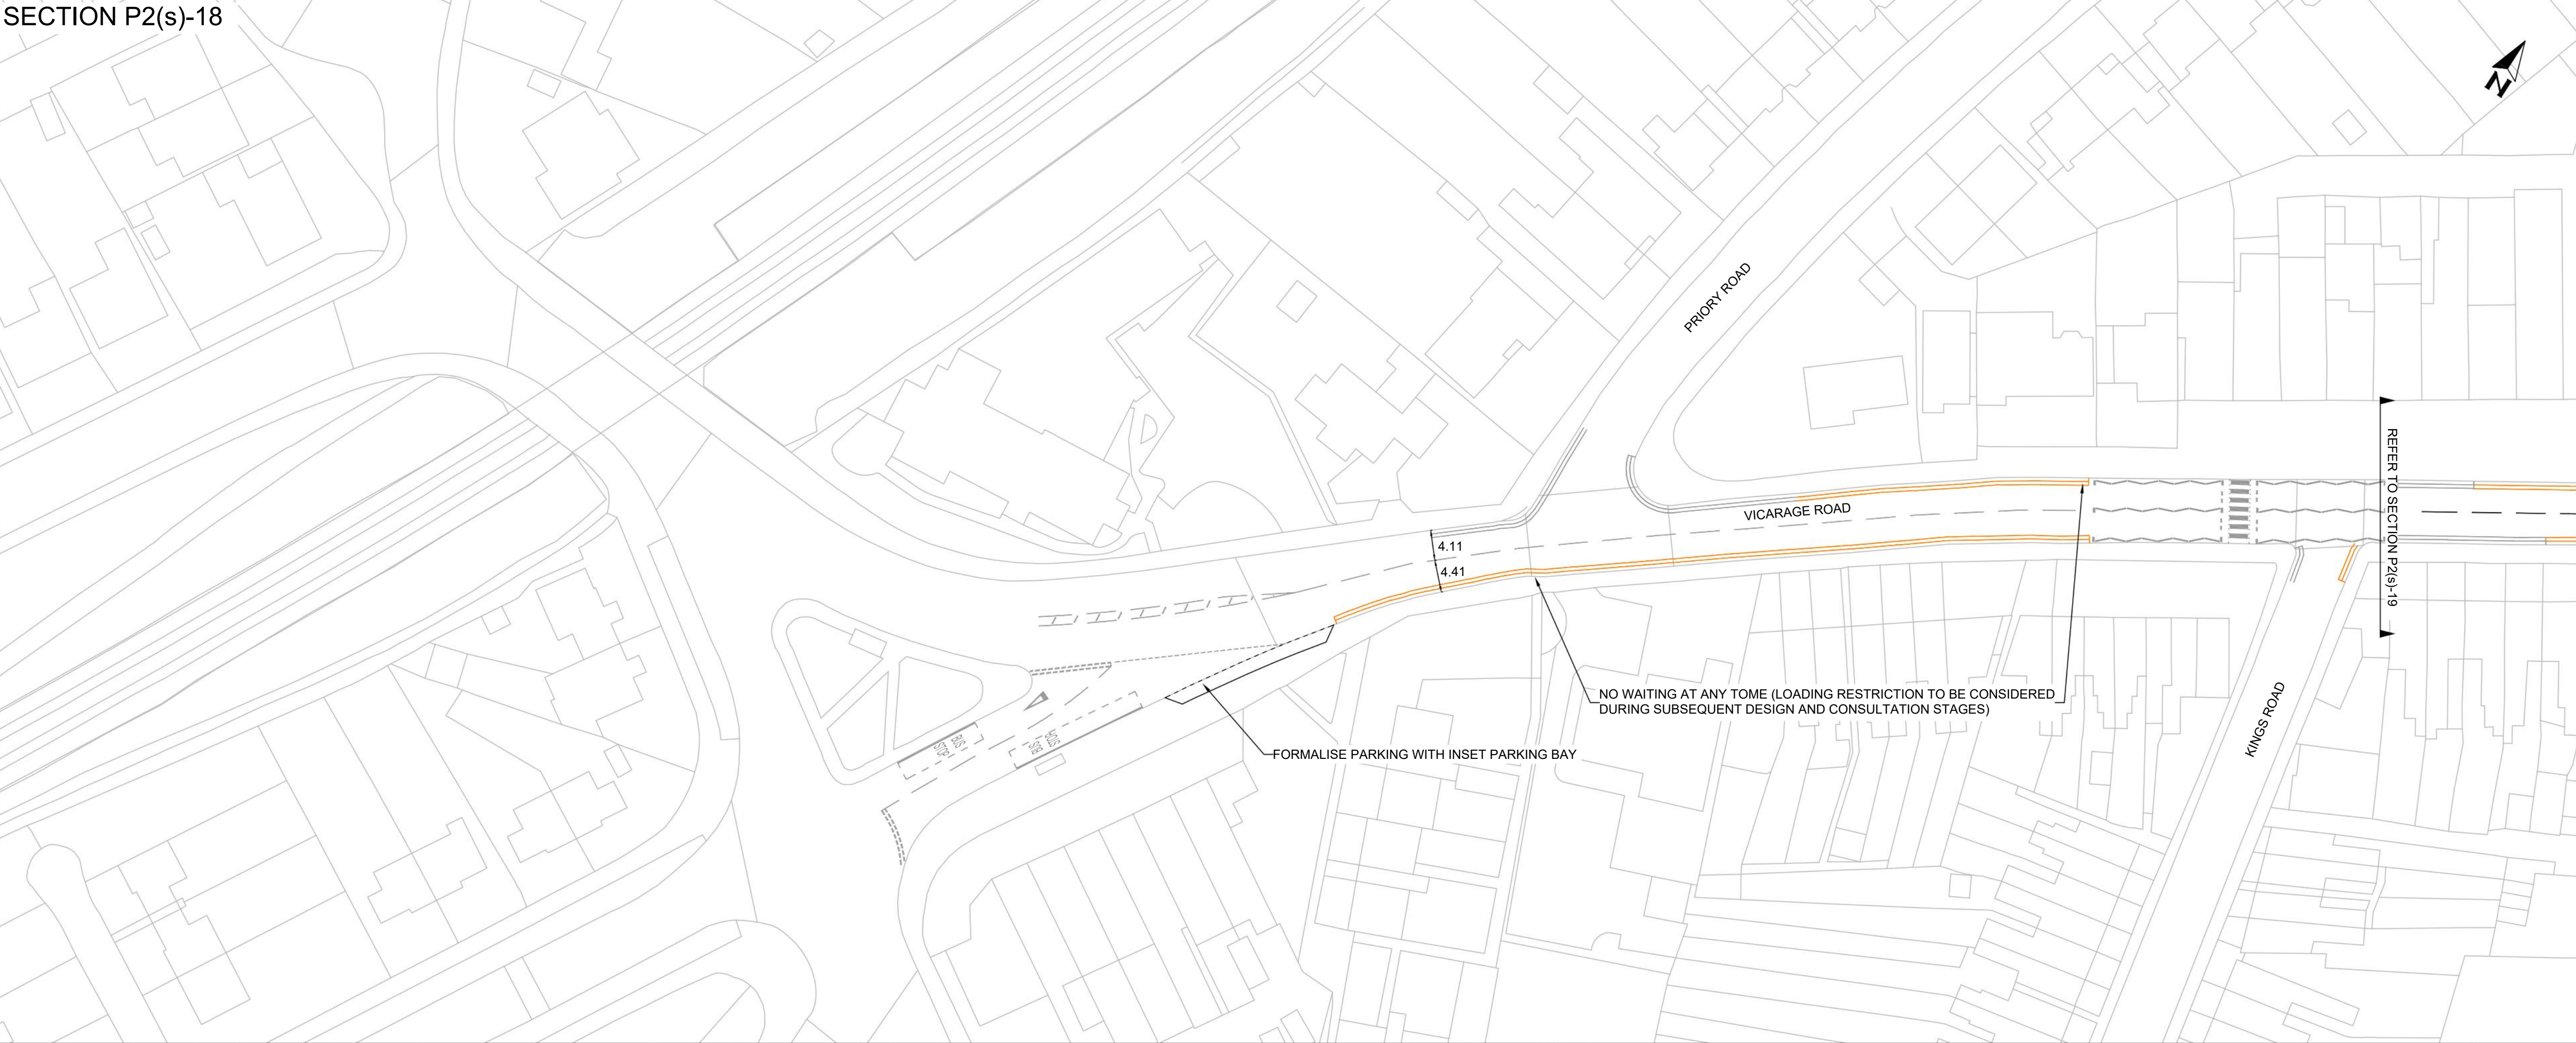 SECTION P2(s)-18
N
PRIORY ROAD
VICARAGE ROAD
4.11
4.41
REFER TO SECTION P2(s)-19
NO WAITING AT ANY TOME (LOADING RESTRICTION TO BE CONSIDERED
DURING SUBSEQUENT DESIGN AND CONSULTATION STAGES)
KINGS ROAD
FORMALISE PARKING WITH INSET PARKING BAY
BUS
STOP
BUS
STOP